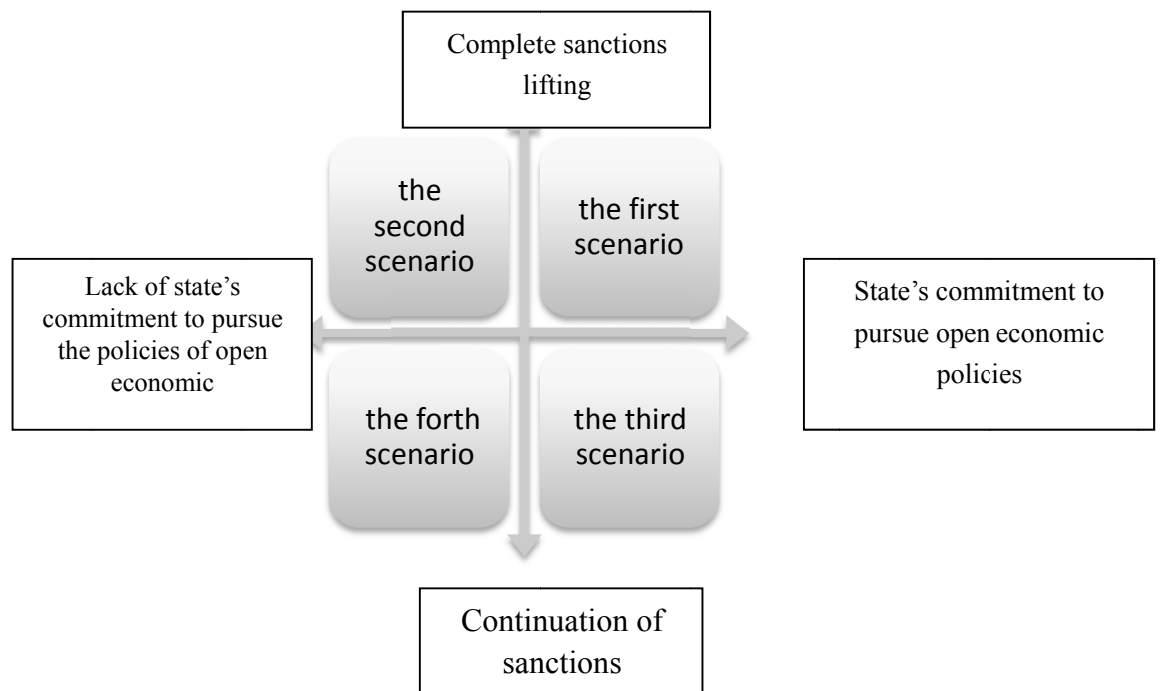 Complete sanctions
lifting
the
second
scenario
the first
scenario
Lack of state’s
commitment to pursue
the policies of open
economic
State’s commitment to
pursue open economic
policies
the forth
scenario
the third
scenario
Continuation of
sanctions